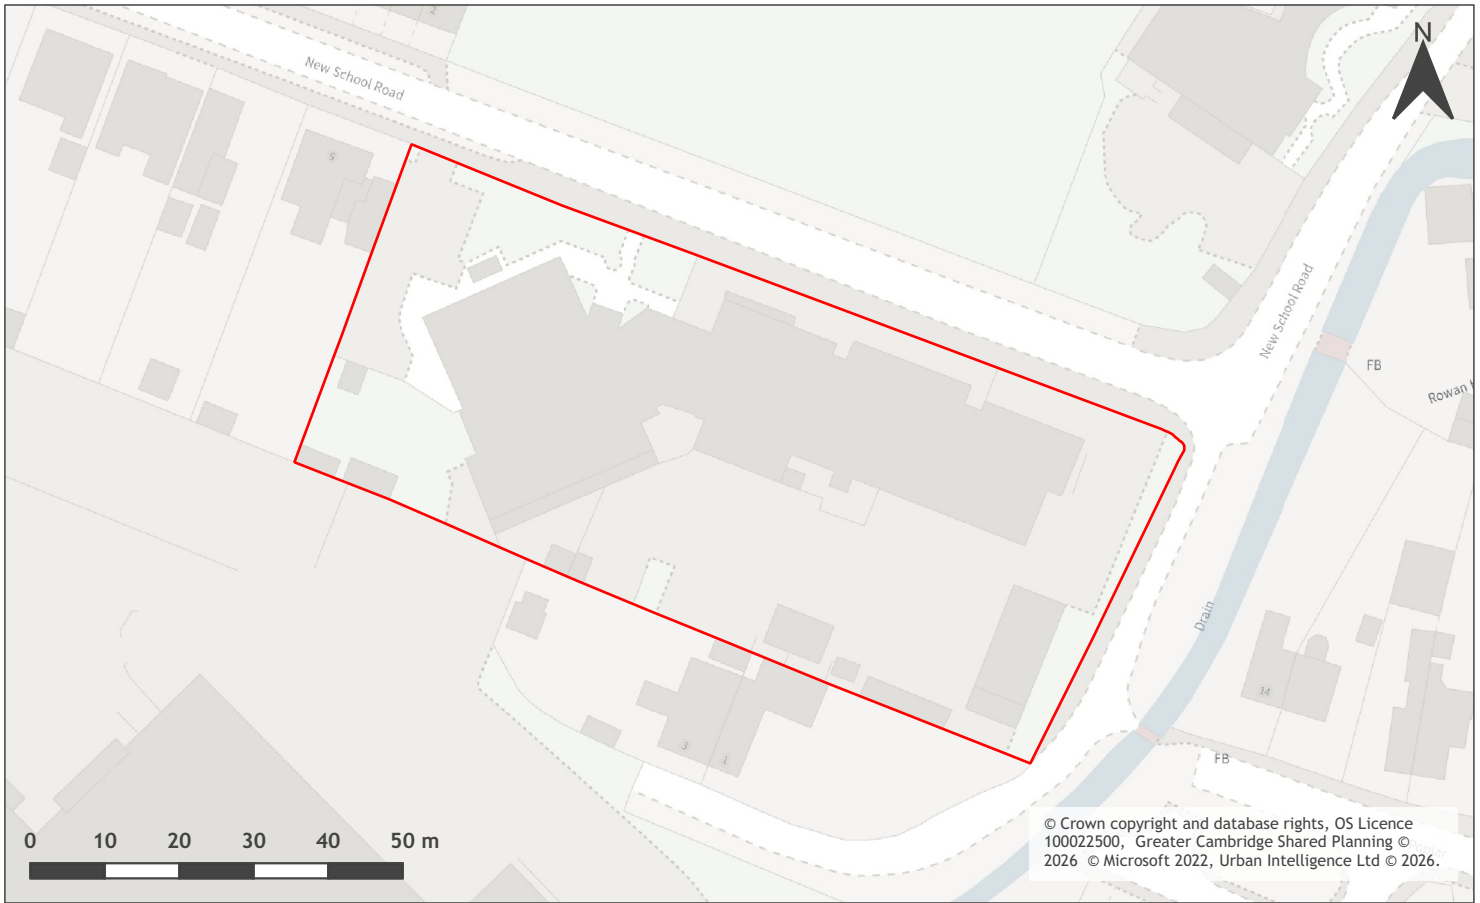 2
N
New School Road
5
New School Road
FB
Rowan
Drain
14
3
1
FB
0 10 20 30 40 50 m
© Crown copyright and database rights, OS Licence
100022500, Greater Cambridge Shared Planning ©
2026 © Microsoft 2022, Urban Intelligence Ltd © 2026.